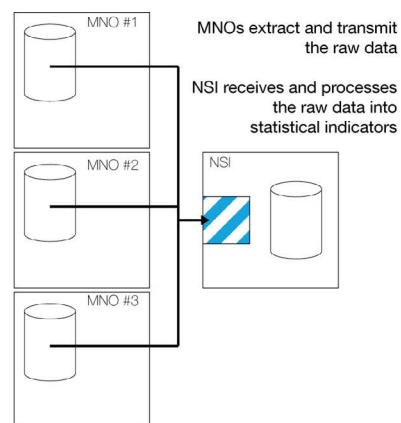 MNO #1
MNOs extract and transmit
the raw data
NSI receives and processes
the raw data into
statistical indicators
MNO #2
NSI
MNO #3